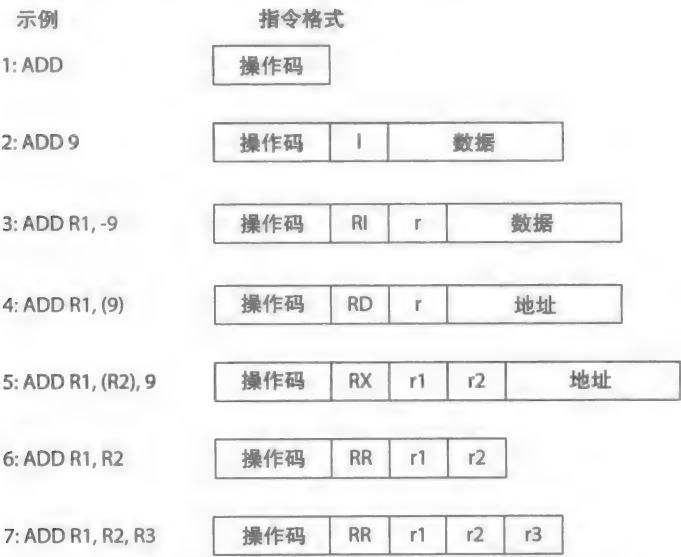 示例 指令格式
1: ADD 操作码
2: ADD 9 操作码 I 数据
3: ADD R1, -9 操作码 RI r 数据
4: ADD R1, (9) 操作码 RD r 地址
5: ADD R1, (R2), 9 操作码 RX r1 r2 地址
6: ADD R1, R2 操作码 RR r1 r2
7: ADD R1, R2, R3 操作码 RR r1 r2 r3